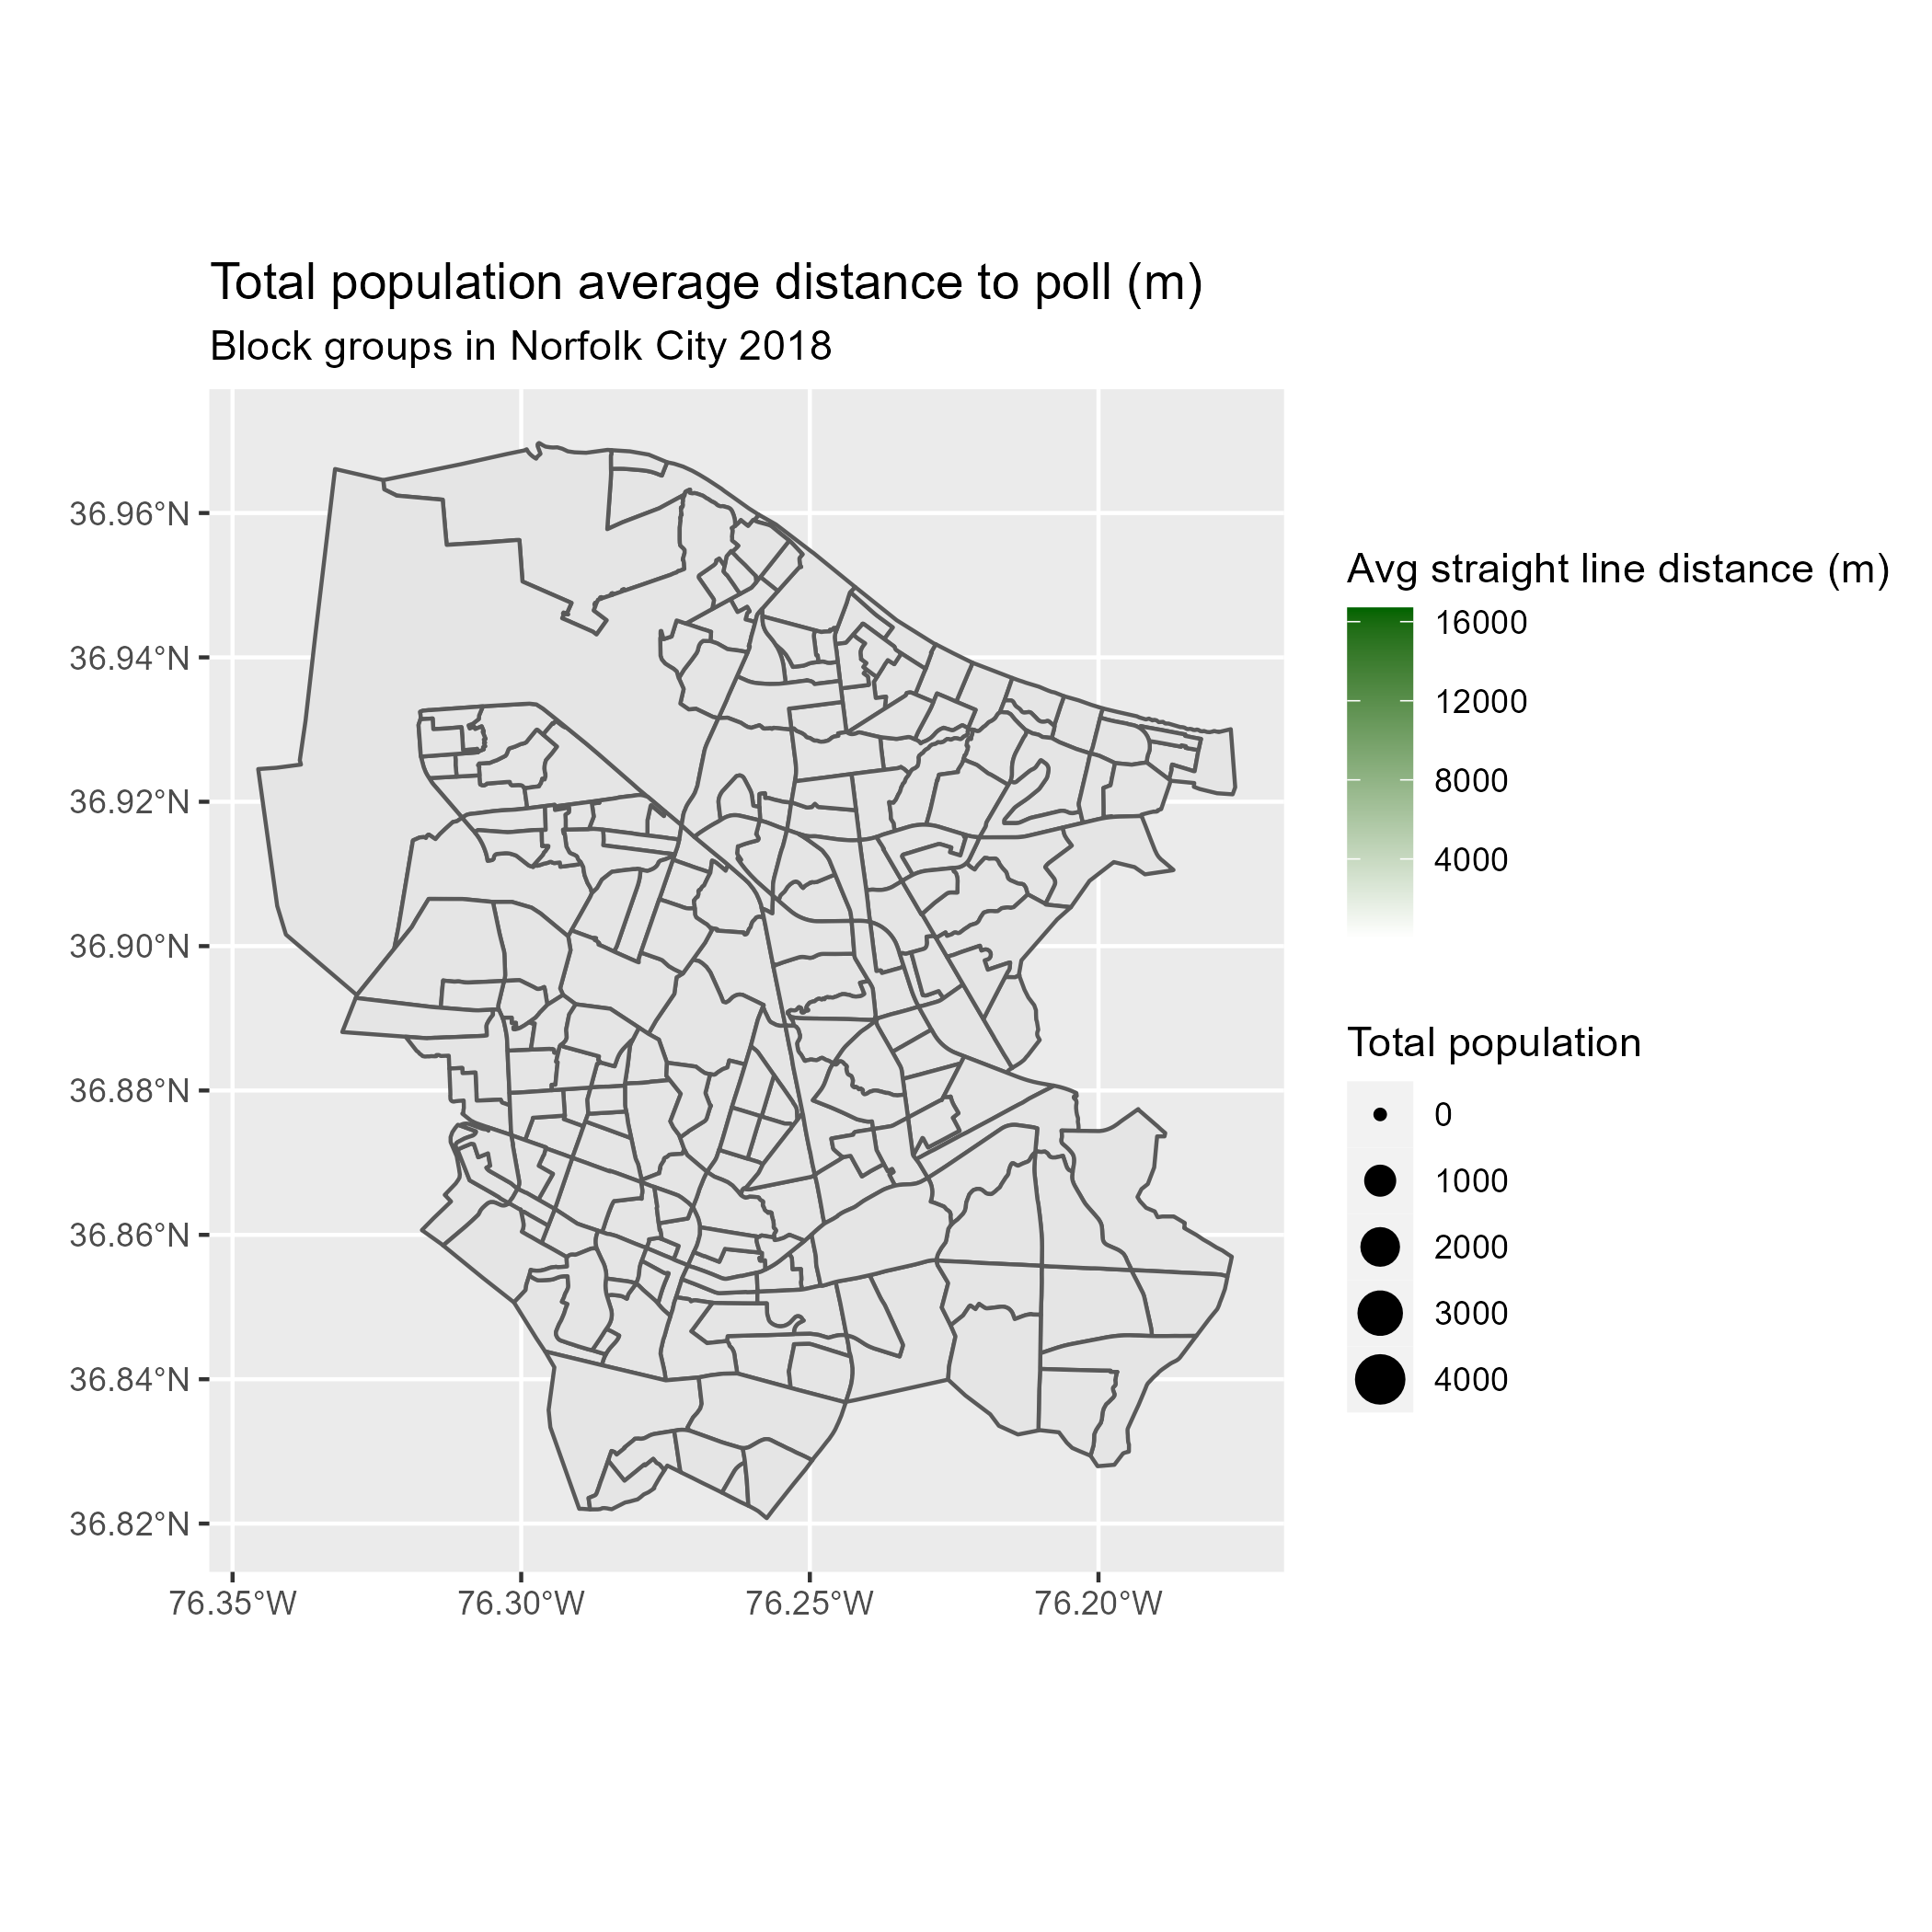 Total population average distance to poll (m)
Block groups in Norfolk City 2018
36.96°N
36.94°N
36.92°N
36.90°N
36.88°N
36.86°N
36.84°N
36.82°N
76.35°W
76.30°W
76.25°W
76.20°W
Avg straight line distance (m)
16000
12000
8000
4000
Total population
0
1000
2000
3000
4000